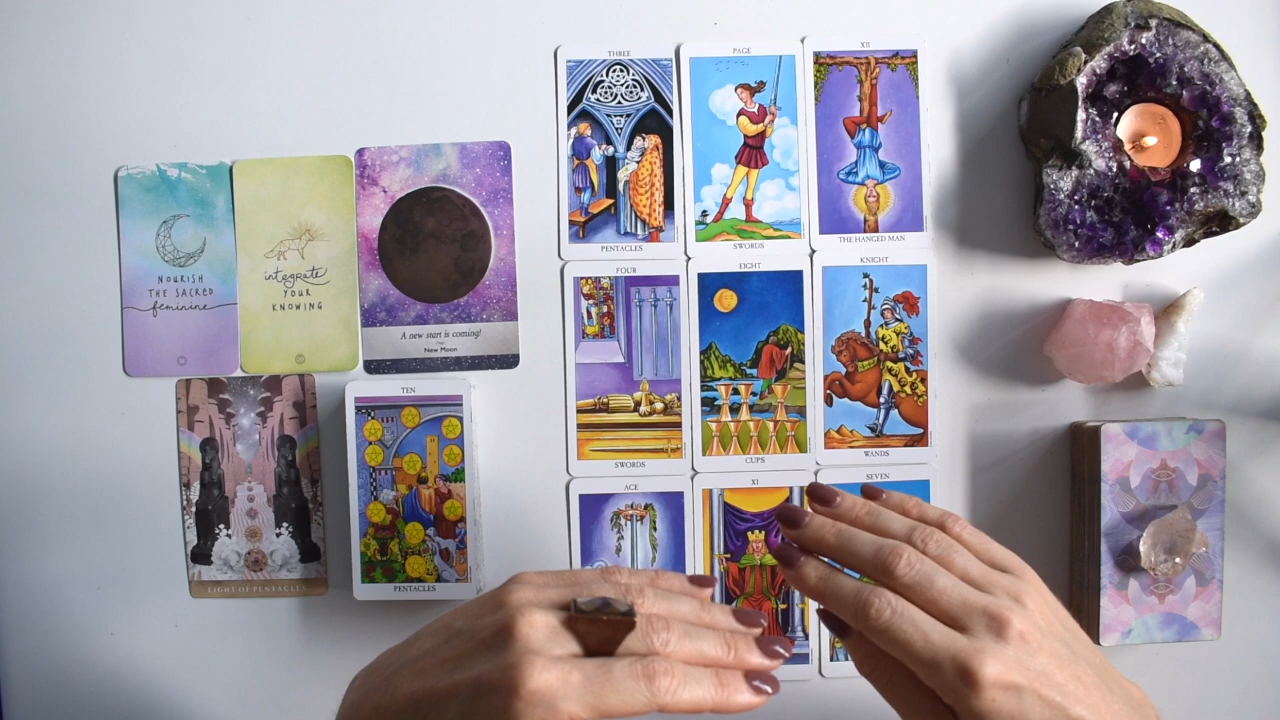 THREE
PENTACLES
PAGE
SWORDS
XII
THE HANGED MAN
NOURISH
THE SACRED
feminine
integrate
YOUR
KNOWING
A new start is coming!
New Moon
FOUR
SWORDS
EIGHT
CUPS
KNIGHT
WANDS
EIGHT OF PENTACLES
TEN
PENTACLES
ACE
XI
SEVEN